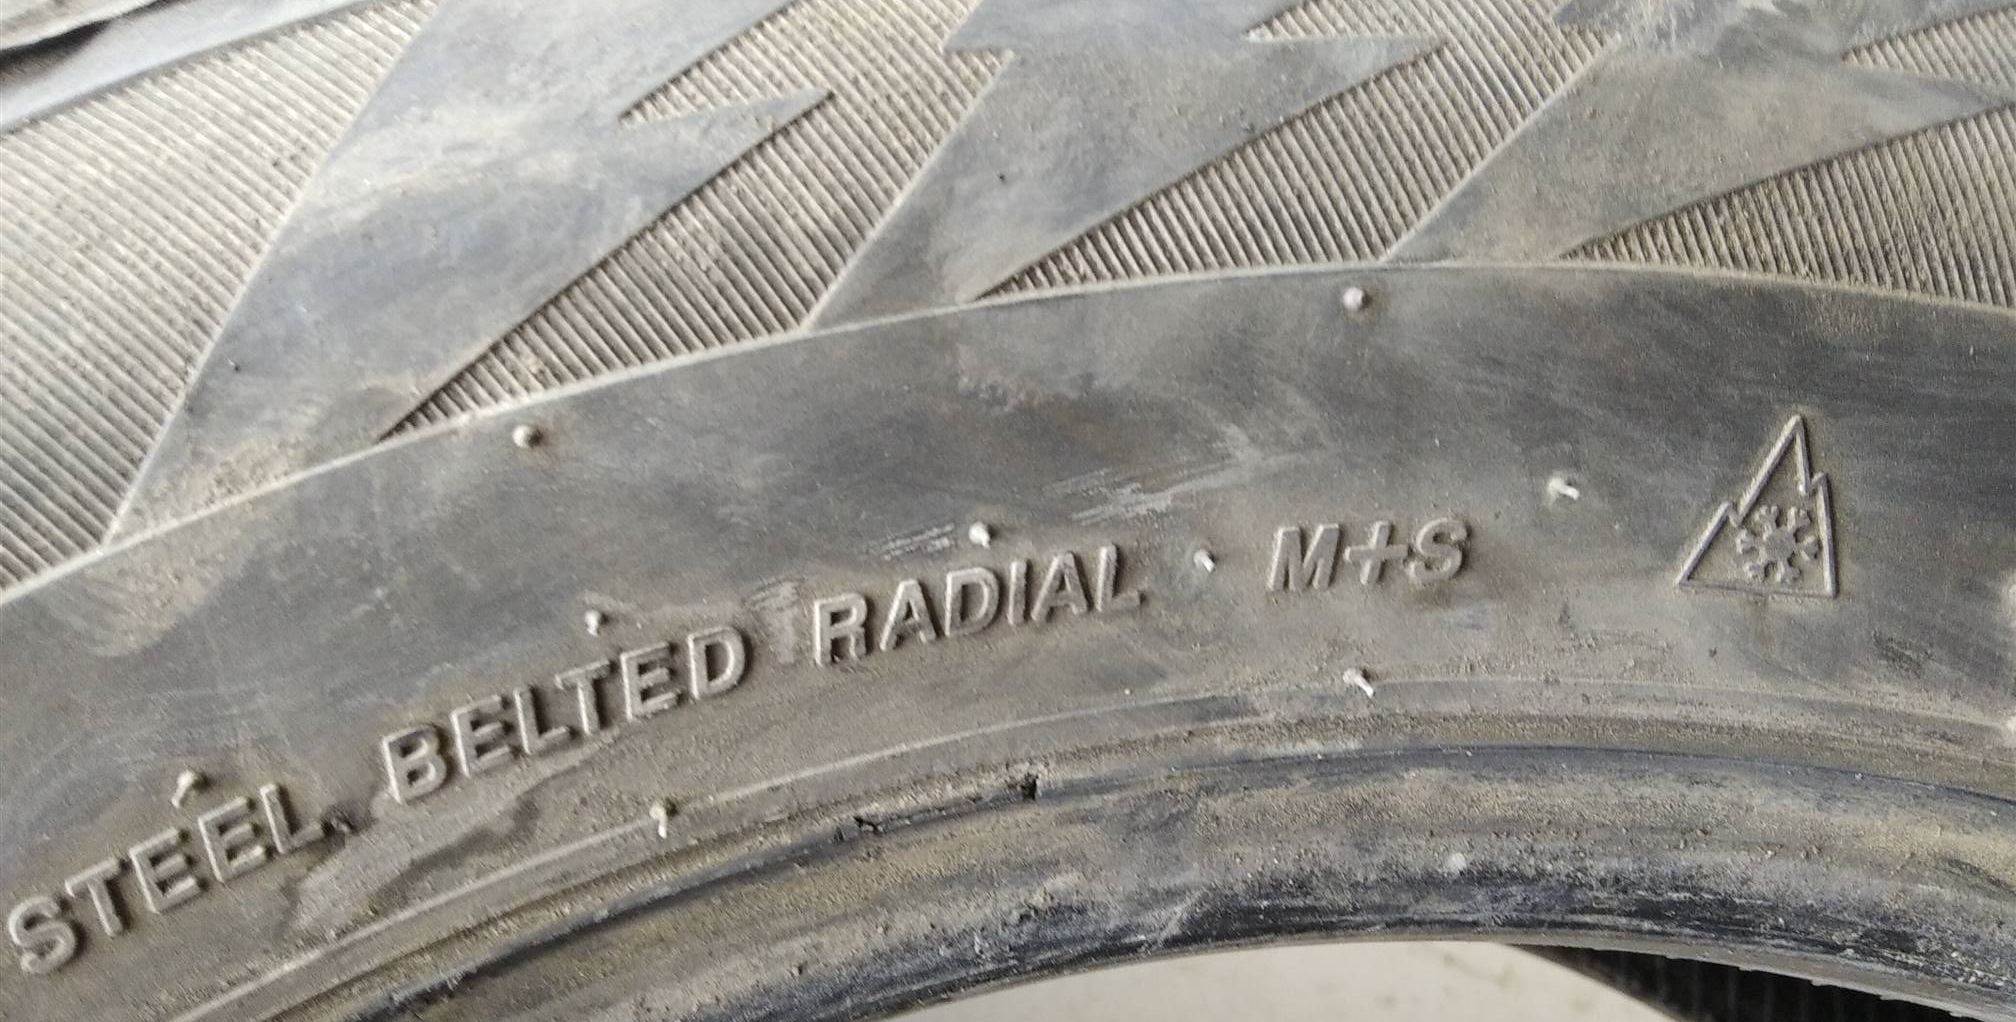 STEEL BELTED RADIAL · M+S